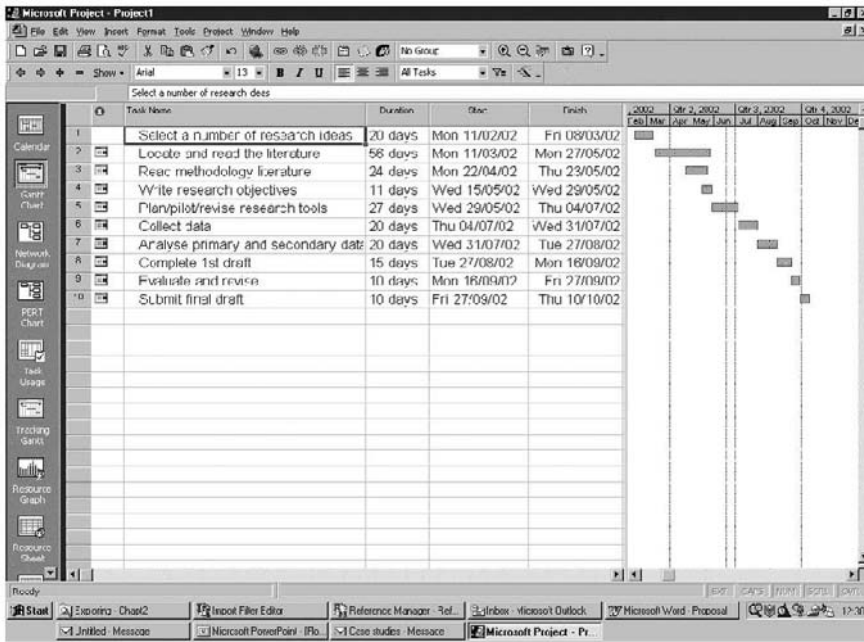 Microsoft Project - Project1
File Edit View Insert Format Tools Project Window Help
No Group
Show Arial 13 B I U All Tasks
Select a number of research ideas
Task Name Duration Start Finish , 2002 Qtr 2, 2002 Qtr 3, 2002 Qtr 4, 2002
Feb Mar Apr May Jun Jul Aug Sep Oct Nov De
1 Select a number of research ideas 20 days Mon 11/02/02 Fri 08/03/02
2 Locate and read the literature 56 days Mon 11/03/02 Mon 27/05/02
3 Read methodology literature 24 days Mon 22/04/02 Thu 23/05/02
4 Write research objectives 11 days Wed 15/05/02 Wed 29/05/02
5 Plan/pilot/revise research tools 27 days Wed 29/05/02 Thu 04/07/02
6 Collect data 20 days Thu 04/07/02 Wed 31/07/02
7 Analyse primary and secondary data 20 days Wed 31/07/02 Tue 27/08/02
8 Complete 1st draft 15 days Tue 27/08/02 Mon 16/09/02
9 Evaluate and revise 10 days Mon 16/09/02 Fri 27/09/02
10 Submit final draft 10 days Fri 27/09/02 Thu 10/10/02
Calendar
Gantt
Chart
Network
Diagram
PERT
Chart
Task
Usage
Tracking
Gantt
Resource
Graph
Resource
Sheet
Ready EXT CAPS NUM SCRL OVR
Start Exploring - Chapt2 Import Filter Editor Reference Manager - Ref... Inbox - Microsoft Outlook Microsoft Word - Proposal 12:30
Untitled - Message Microsoft PowerPoint - [Flo... Case studies - Message Microsoft Project - Pr...